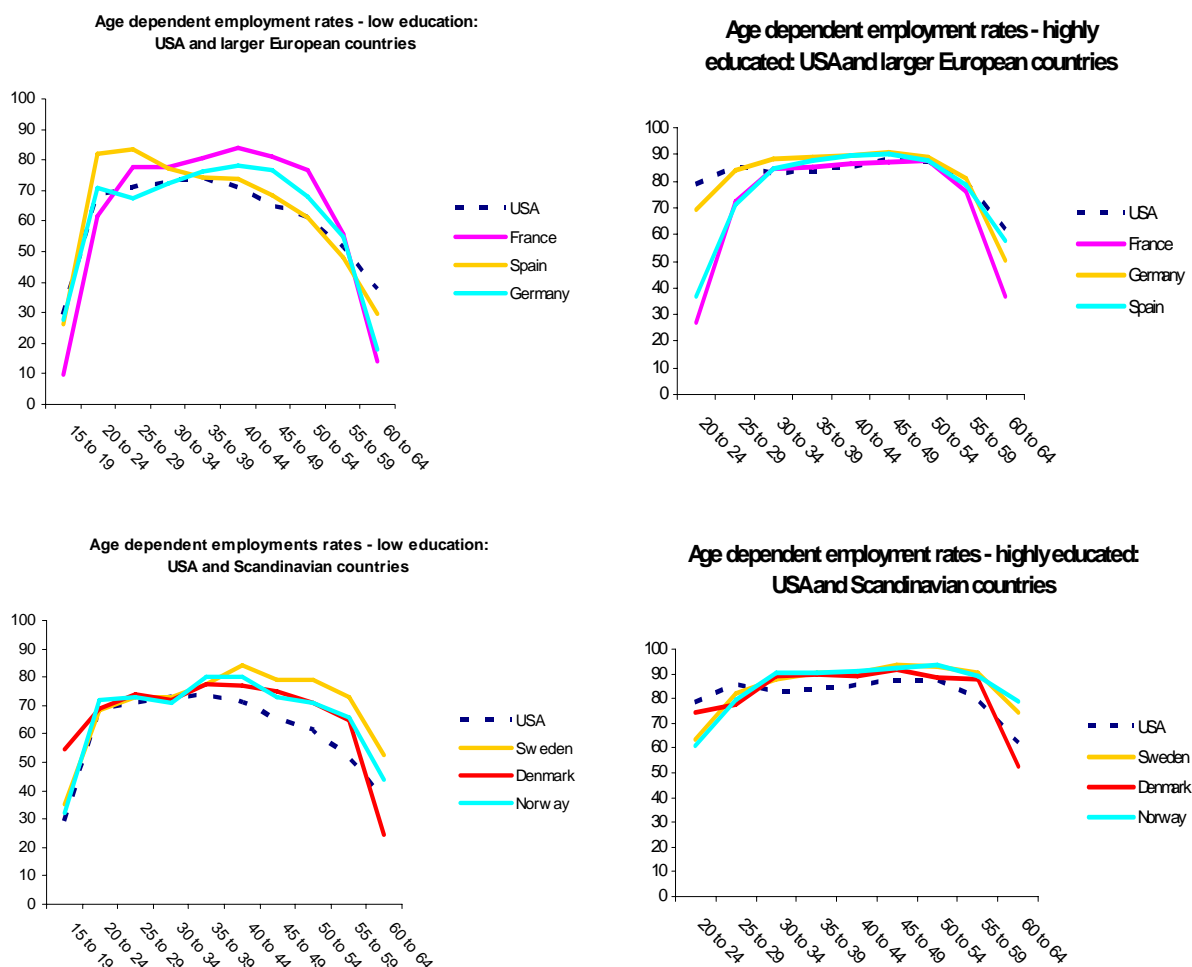 Age dependent employment rates - low education:
USA and larger European countries
100
90
80
70
60
50
40
30
20
10
0
15 to 19
20 to 24
25 to 29
30 to 34
35 to 39
40 to 44
45 to 49
50 to 54
55 to 59
60 to 64
USA
France
Spain
Germany
Age dependent employment rates - highly
educated: USA and larger European countries
100
90
80
70
60
50
40
30
20
10
0
20 to 24
25 to 29
30 to 34
35 to 39
40 to 44
45 to 49
50 to 54
55 to 59
60 to 64
USA
France
Germany
Spain
Age dependent employments rates - low education:
USA and Scandinavian countries
100
90
80
70
60
50
40
30
20
10
0
15 to 19
20 to 24
25 to 29
30 to 34
35 to 39
40 to 44
45 to 49
50 to 54
55 to 59
60 to 64
USA
Sweden
Denmark
Norway
Age dependent employment rates - highly educated:
USA and Scandinavian countries
100
90
80
70
60
50
40
30
20
10
0
20 to 24
25 to 29
30 to 34
35 to 39
40 to 44
45 to 49
50 to 54
55 to 59
60 to 64
USA
Sweden
Denmark
Norway